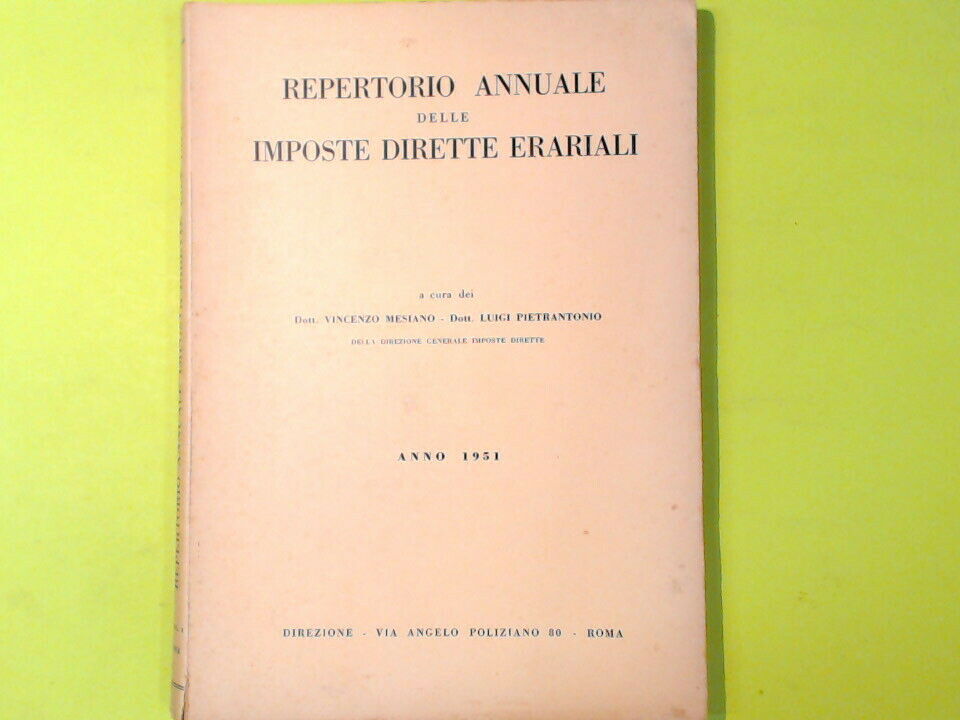 REPERTORIO ANNUALE
DELLE
IMPOSTE DIRETTE ERARIALI
a cura dei
Dott. VINCENZO MESIANO - Dott. LUIGI PIETRANTONIO
DELLA DIREZIONE GENERALE IMPOSTE DIRETTE
ANNO 1951
DIREZIONE - VIA ANGELO POLIZIANO 80 - ROMA
REPERTORIO